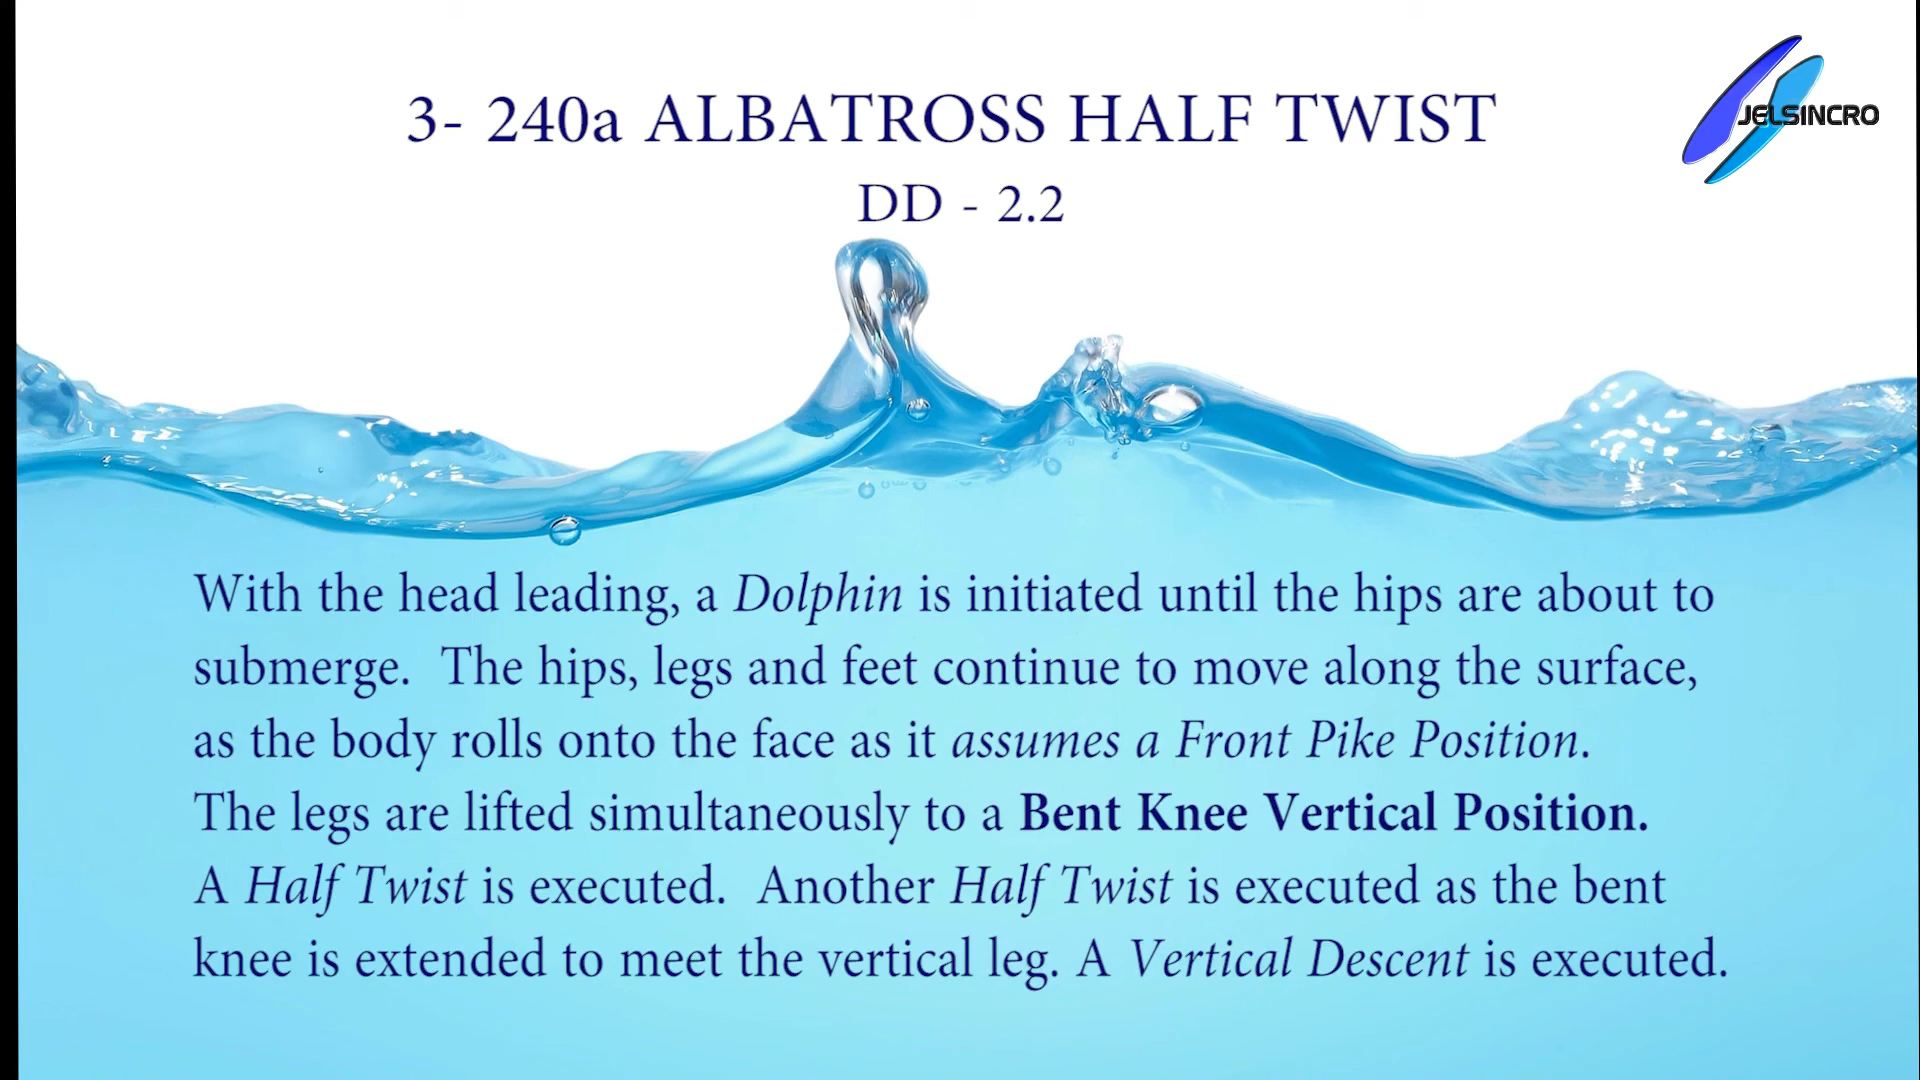 3- 240a ALBATROSS HALF TWIST
JELSINCRO
DD - 2.2
With the head leading, a Dolphin is initiated until the hips are about to
submerge. The hips, legs and feet continue to move along the surface,
as the body rolls onto the face as it assumes a Front Pike Position.
The legs are lifted simultaneously to a Bent Knee Vertical Position.
A Half Twist is executed. Another Half Twist is executed as the bent
knee is extended to meet the vertical leg. A Vertical Descent is executed.